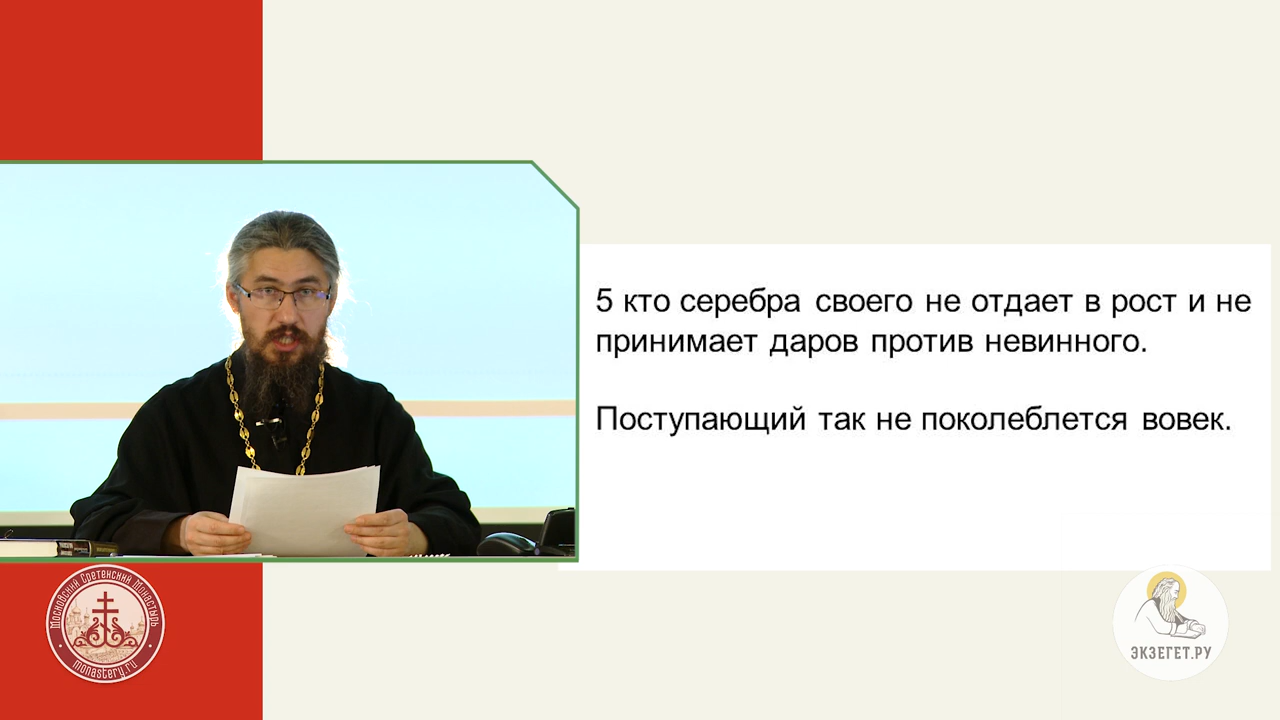 5 кто серебра своего не отдает в рост и не
принимает даров против невинного.
Поступающий так не поколеблется вовек.
Московский Сретенский Монастырь
monastery.ru
ЭКЗЕГЕТ.РУ